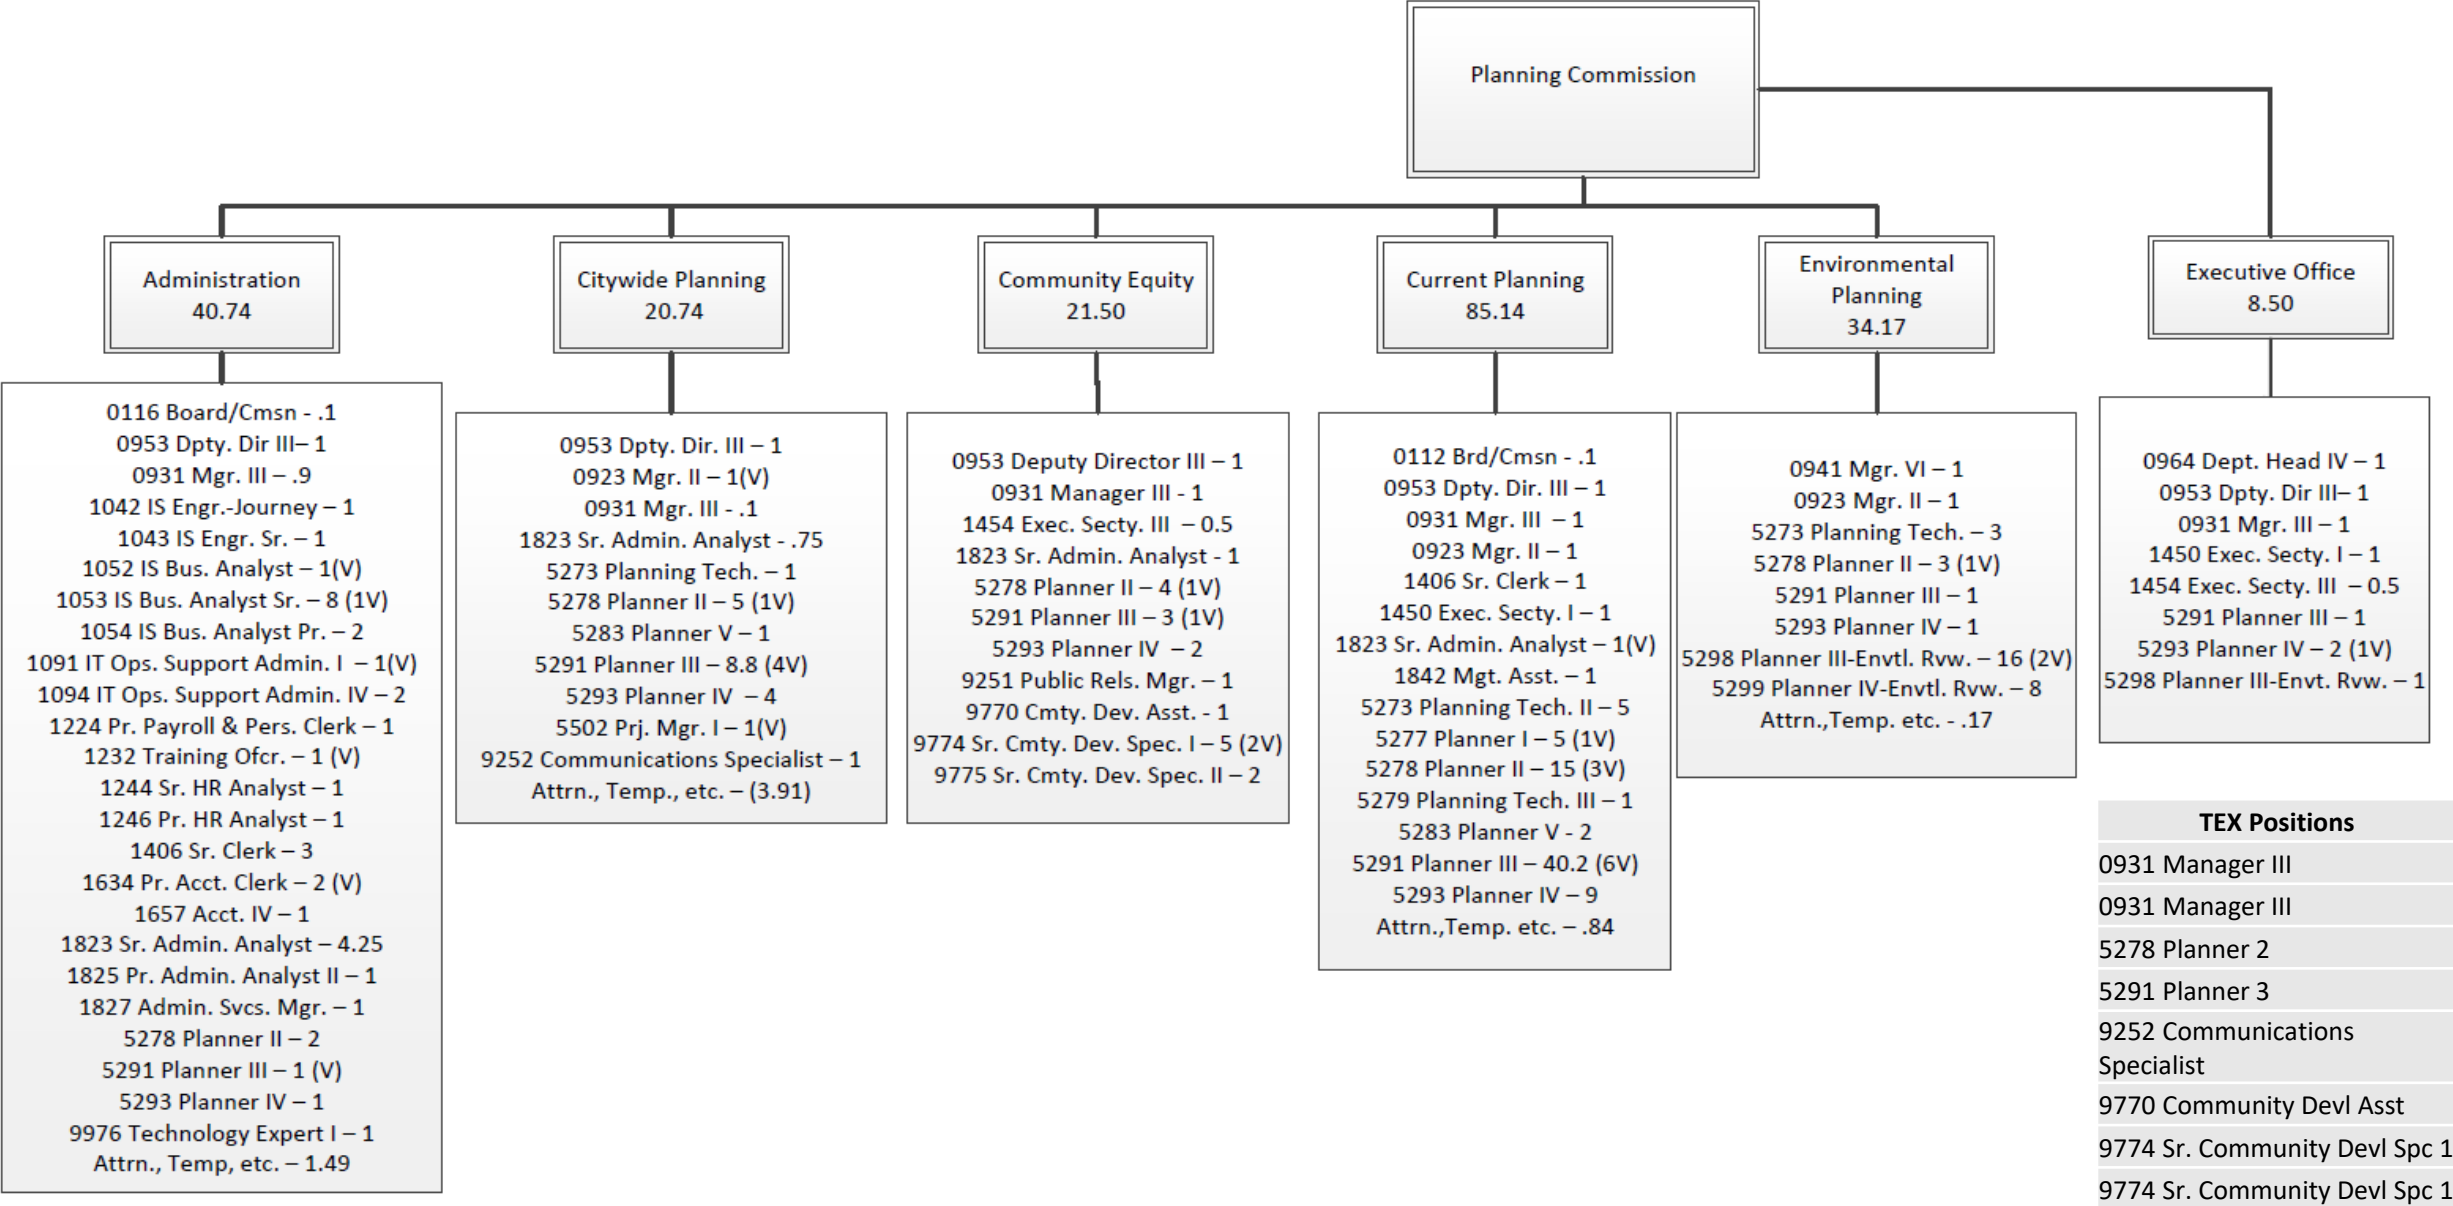 Planning Commission
Administration
40.74
Citywide Planning
20.74
Community Equity
21.50
Current Planning
85.14
Environmental
Planning
34.17
Executive Office
8.50
0116 Board/Cmsn - .1
0953 Dpty. Dir III– 1
0931 Mgr. III – .9
1042 IS Engr.-Journey – 1
1043 IS Engr. Sr. – 1
1052 IS Bus. Analyst – 1(V)
1053 IS Bus. Analyst Sr. – 8 (1V)
1054 IS Bus. Analyst Pr. – 2
1091 IT Ops. Support Admin. I – 1(V)
1094 IT Ops. Support Admin. IV – 2
1224 Pr. Payroll & Pers. Clerk – 1
1232 Training Ofcr. – 1 (V)
1244 Sr. HR Analyst – 1
1246 Pr. HR Analyst – 1
1406 Sr. Clerk – 3
1634 Pr. Acct. Clerk – 2 (V)
1657 Acct. IV – 1
1823 Sr. Admin. Analyst – 4.25
1825 Pr. Admin. Analyst II – 1
1827 Admin. Svcs. Mgr. – 1
5278 Planner II – 2
5291 Planner III – 1 (V)
5293 Planner IV – 1
9976 Technology Expert I – 1
Attrn., Temp, etc. – 1.49
0953 Dpty. Dir. III – 1
0923 Mgr. II – 1(V)
0931 Mgr. III - .1
1823 Sr. Admin. Analyst - .75
5273 Planning Tech. – 1
5278 Planner II – 5 (1V)
5283 Planner V – 1
5291 Planner III – 8.8 (4V)
5293 Planner IV – 4
5502 Prj. Mgr. I – 1(V)
9252 Communications Specialist – 1
Attrn., Temp., etc. – (3.91)
0953 Deputy Director III – 1
0931 Manager III - 1
1454 Exec. Secty. III – 0.5
1823 Sr. Admin. Analyst - 1
5278 Planner II – 4 (1V)
5291 Planner III – 3 (1V)
5293 Planner IV – 2
9251 Public Rels. Mgr. – 1
9770 Cmty. Dev. Asst. - 1
9774 Sr. Cmty. Dev. Spec. I – 5 (2V)
9775 Sr. Cmty. Dev. Spec. II – 2
0112 Brd/Cmsn - .1
0953 Dpty. Dir. III – 1
0931 Mgr. III – 1
0923 Mgr. II – 1
1406 Sr. Clerk – 1
1450 Exec. Secty. I – 1
1823 Sr. Admin. Analyst – 1(V)
1842 Mgt. Asst. – 1
5273 Planning Tech. II – 5
5277 Planner I – 5 (1V)
5278 Planner II – 15 (3V)
5279 Planning Tech. III – 1
5283 Planner V - 2
5291 Planner III – 40.2 (6V)
5293 Planner IV – 9
Attrn.,Temp. etc. – .84
0941 Mgr. VI – 1
0923 Mgr. II – 1
5273 Planning Tech. – 3
5278 Planner II – 3 (1V)
5291 Planner III – 1
5293 Planner IV – 1
5298 Planner III-Envtl. Rvw. – 16 (2V)
5299 Planner IV-Envtl. Rvw. – 8
Attrn.,Temp. etc. - .17
0964 Dept. Head IV – 1
0953 Dpty. Dir III– 1
0931 Mgr. III – 1
1450 Exec. Secty. I – 1
1454 Exec. Secty. III – 0.5
5291 Planner III – 1
5293 Planner IV – 2 (1V)
5298 Planner III-Envt. Rvw. – 1
TEX Positions
0931 Manager III
0931 Manager III
5278 Planner 2
5291 Planner 3
9252 Communications
Specialist
9770 Community Devl Asst
9774 Sr. Community Devl Spc 1
9774 Sr. Community Devl Spc 1